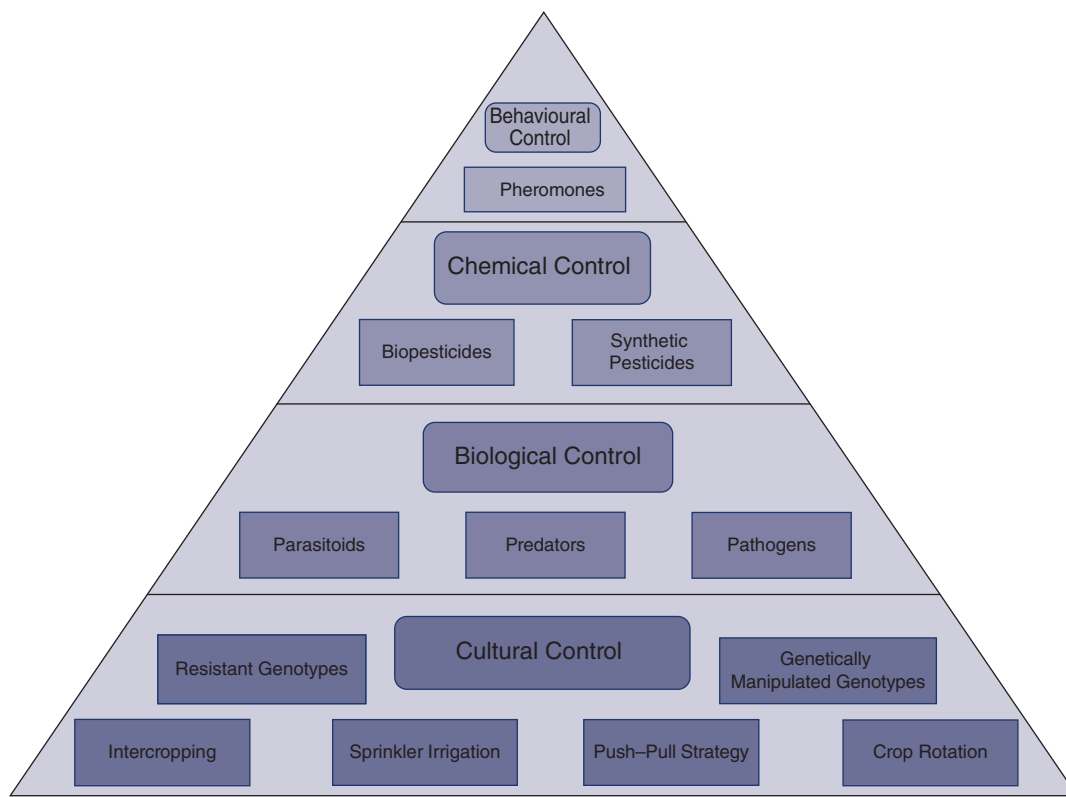 Behavioural
Control
Pheromones
Chemical Control
Biopesticides
Synthetic
Pesticides
Biological Control
Parasitoids
Predators
Pathogens
Cultural Control
Resistant Genotypes
Genetically
Manipulated Genotypes
Intercropping
Sprinkler Irrigation
Push–Pull Strategy
Crop Rotation